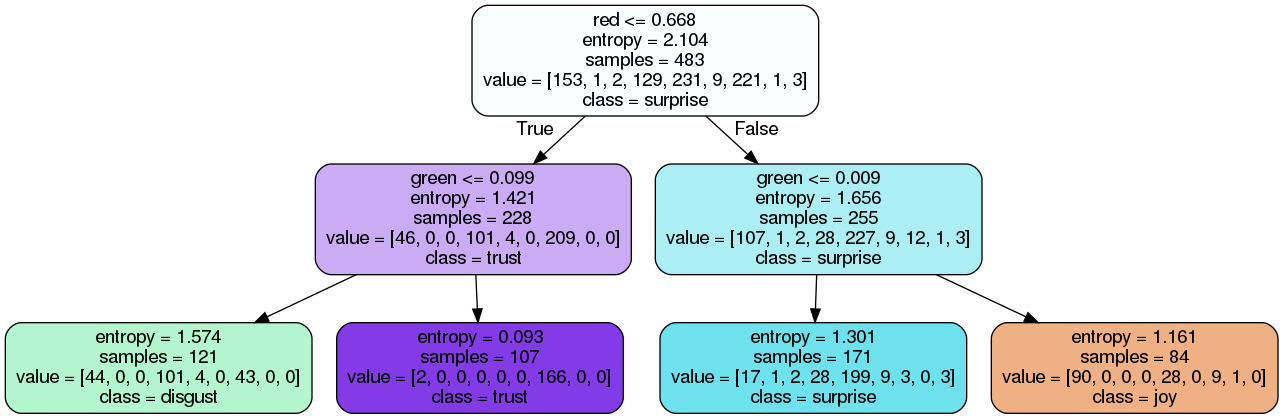 red <= 0.668
entropy = 2.104
samples = 483
value = [153, 1, 2, 129, 231, 9, 221, 1, 3]
class = surprise
True
False
green <= 0.099
entropy = 1.421
samples = 228
value = [46, 0, 0, 101, 4, 0, 209, 0, 0]
class = trust
green <= 0.009
entropy = 1.656
samples = 255
value = [107, 1, 2, 28, 227, 9, 12, 1, 3]
class = surprise
entropy = 1.574
samples = 121
value = [44, 0, 0, 101, 4, 0, 43, 0, 0]
class = disgust
entropy = 0.093
samples = 107
value = [2, 0, 0, 0, 0, 0, 166, 0, 0]
class = trust
entropy = 1.301
samples = 171
value = [17, 1, 2, 28, 199, 9, 3, 0, 3]
class = surprise
entropy = 1.161
samples = 84
value = [90, 0, 0, 0, 28, 0, 9, 1, 0]
class = joy